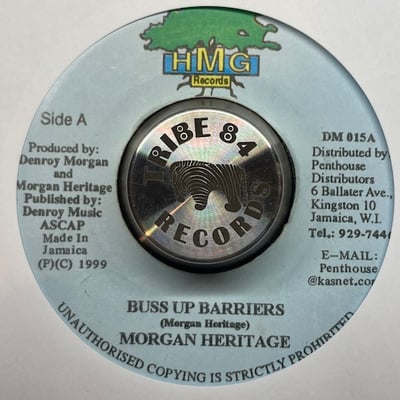 HMG
Records
Side A
Produced by:
Denroy Morgan
and
Morgan Heritage
Published by:
Denroy Music
ASCAP
Made In
Jamaica
(P)(C) 1999
TRIBE 84
RECORDS
DM 015A
Distributed by
Penthouse
Distributors
6 Ballater Ave.,
Kingston 10
Jamaica, W.I.
Tel.: 929-744
E-MAIL:
Penthouse
@kasnet.com
BUSS UP BARRIERS
(Morgan Heritage)
MORGAN HERITAGE
UNAUTHORISED COPYING IS STRICTLY PROHIBITED